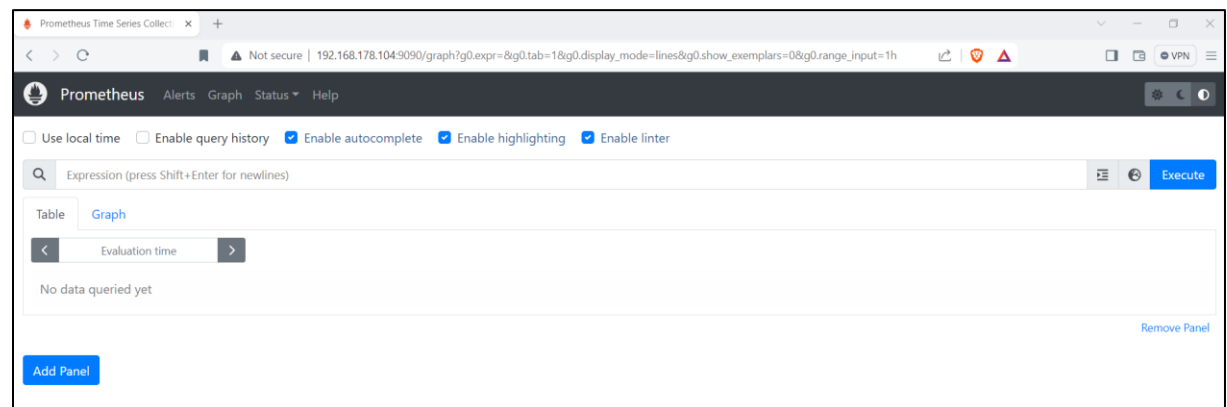 Prometheus Time Series Collecti
Not secure | 192.168.178.104:9090/graph?g0.expr=&g0.tab=1&g0.display_mode=lines&g0.show_exemplars=0&g0.range_input=1h
VPN
Prometheus Alerts Graph Status Help
Use local time Enable query history Enable autocomplete Enable highlighting Enable linter
Expression (press Shift+Enter for newlines)
Execute
Table Graph
Evaluation time
No data queried yet
Remove Panel
Add Panel